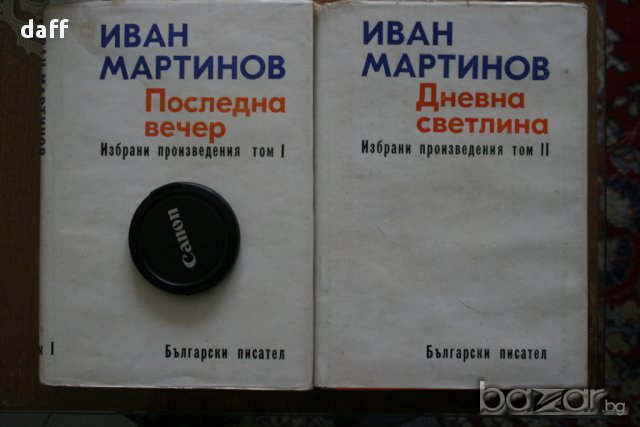 daff
ИВАН
МАРТИНОВ
Последна
вечер
Избрани произведения том I
Canon
Български писател
I
ИВАН
МАРТИНОВ
Дневна
светлина
Избрани произведения том II
Български писател
bazar.bg